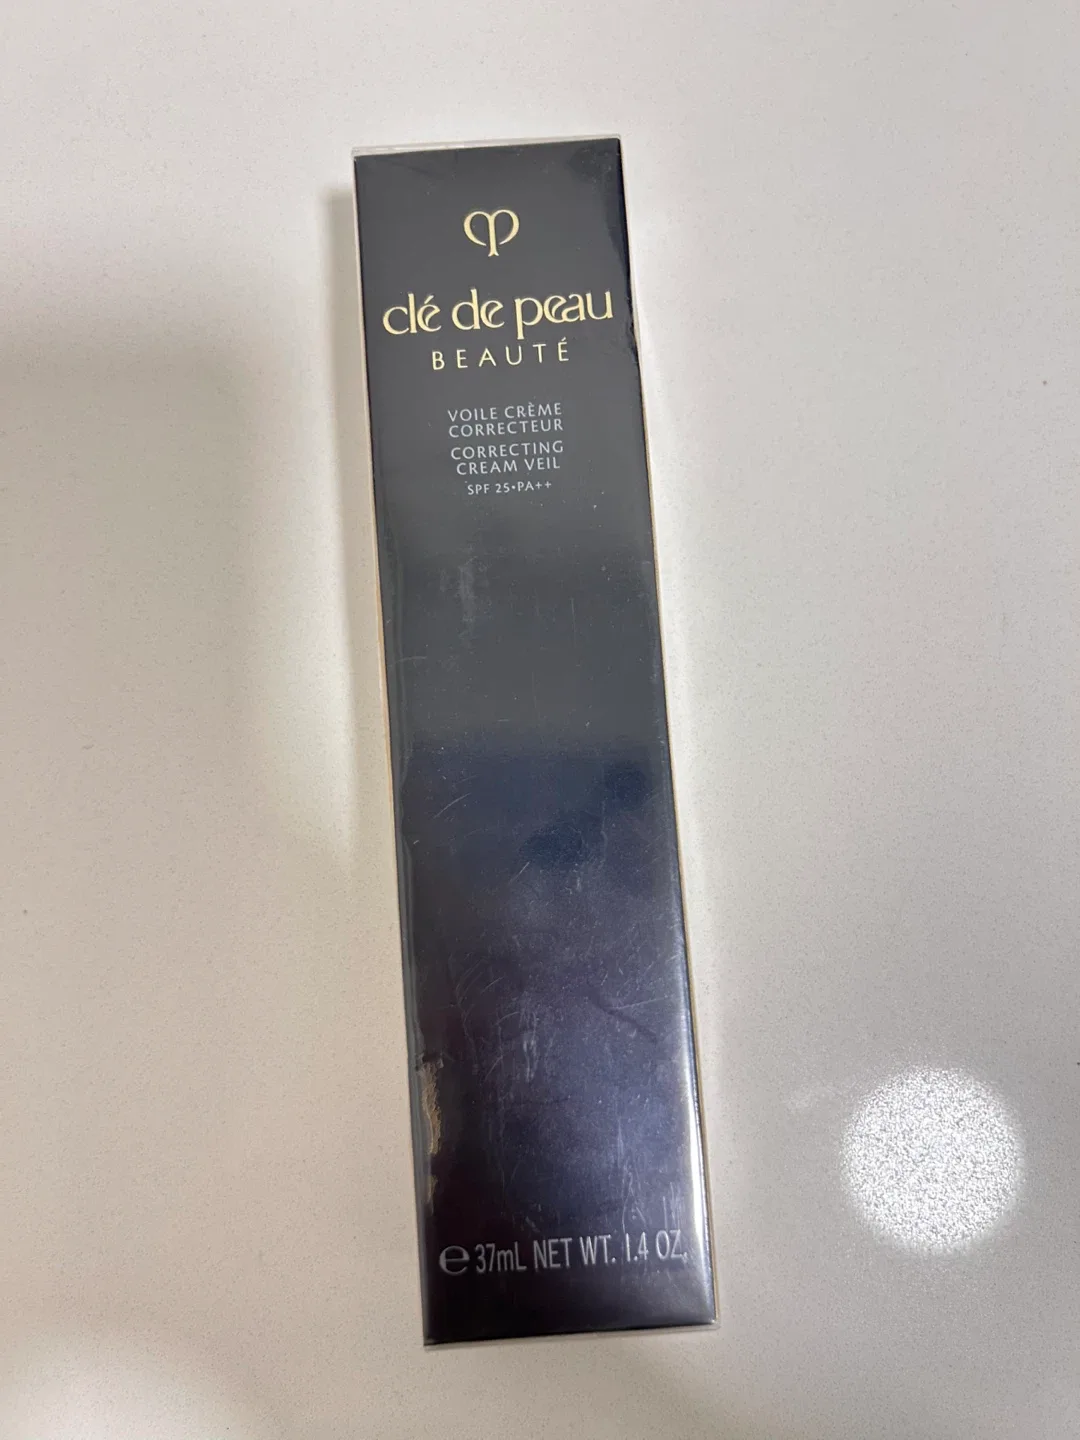 clé de peau
BEAUTÉ
VOILE CRÈME
CORRECTEUR
CORRECTING
CREAM VEIL
SPF 25•PA++
℮ 37mL NET WT. 1.4 OZ.